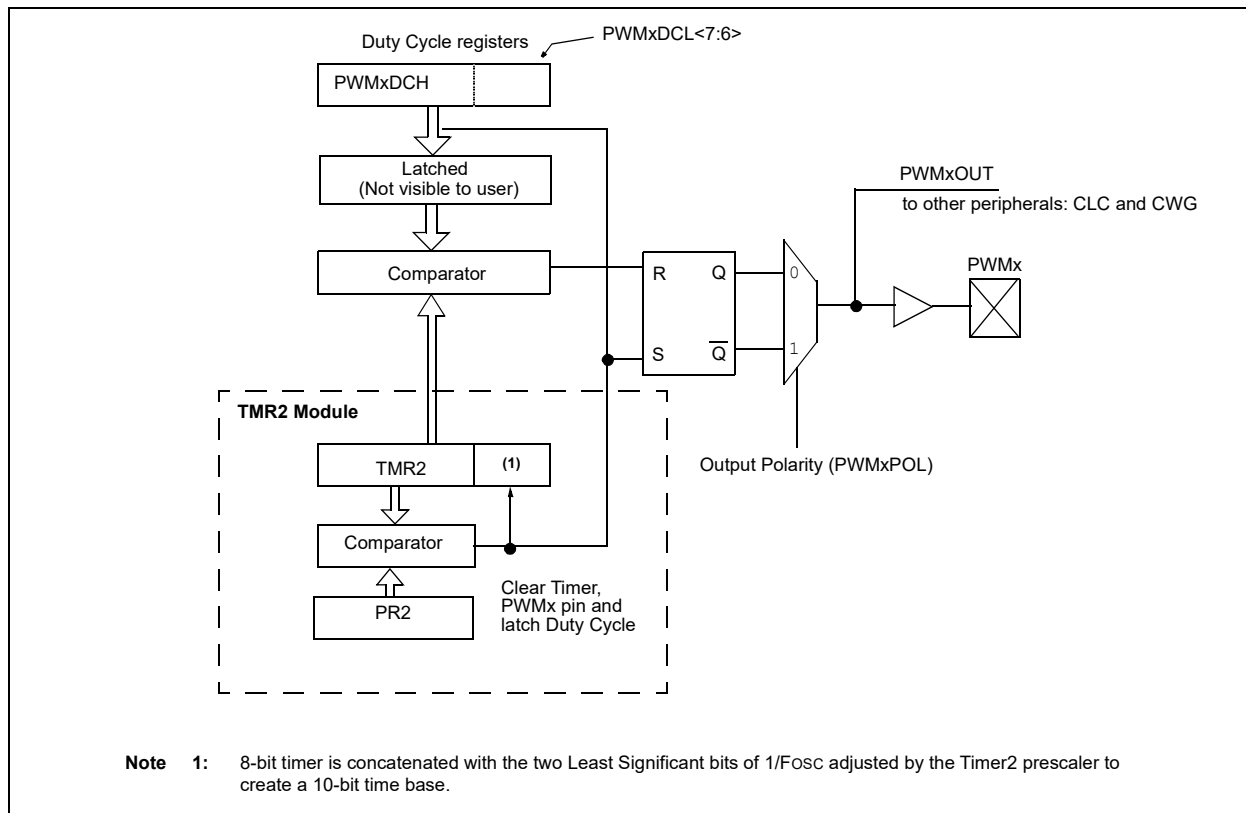 Duty Cycle registers
PWMxDCL<7:6>
PWMxDCH
Latched
(Not visible to user)
Comparator
R
Q
S
Q̅
0
1
PWMxOUT
to other peripherals: CLC and CWG
PWMx
Output Polarity (PWMxPOL)
TMR2 Module
TMR2
(1)
Comparator
PR2
Clear Timer,
PWMx pin and
latch Duty Cycle
Note 1: 8-bit timer is concatenated with the two Least Significant bits of 1/FOSC adjusted by the Timer2 prescaler to
create a 10-bit time base.